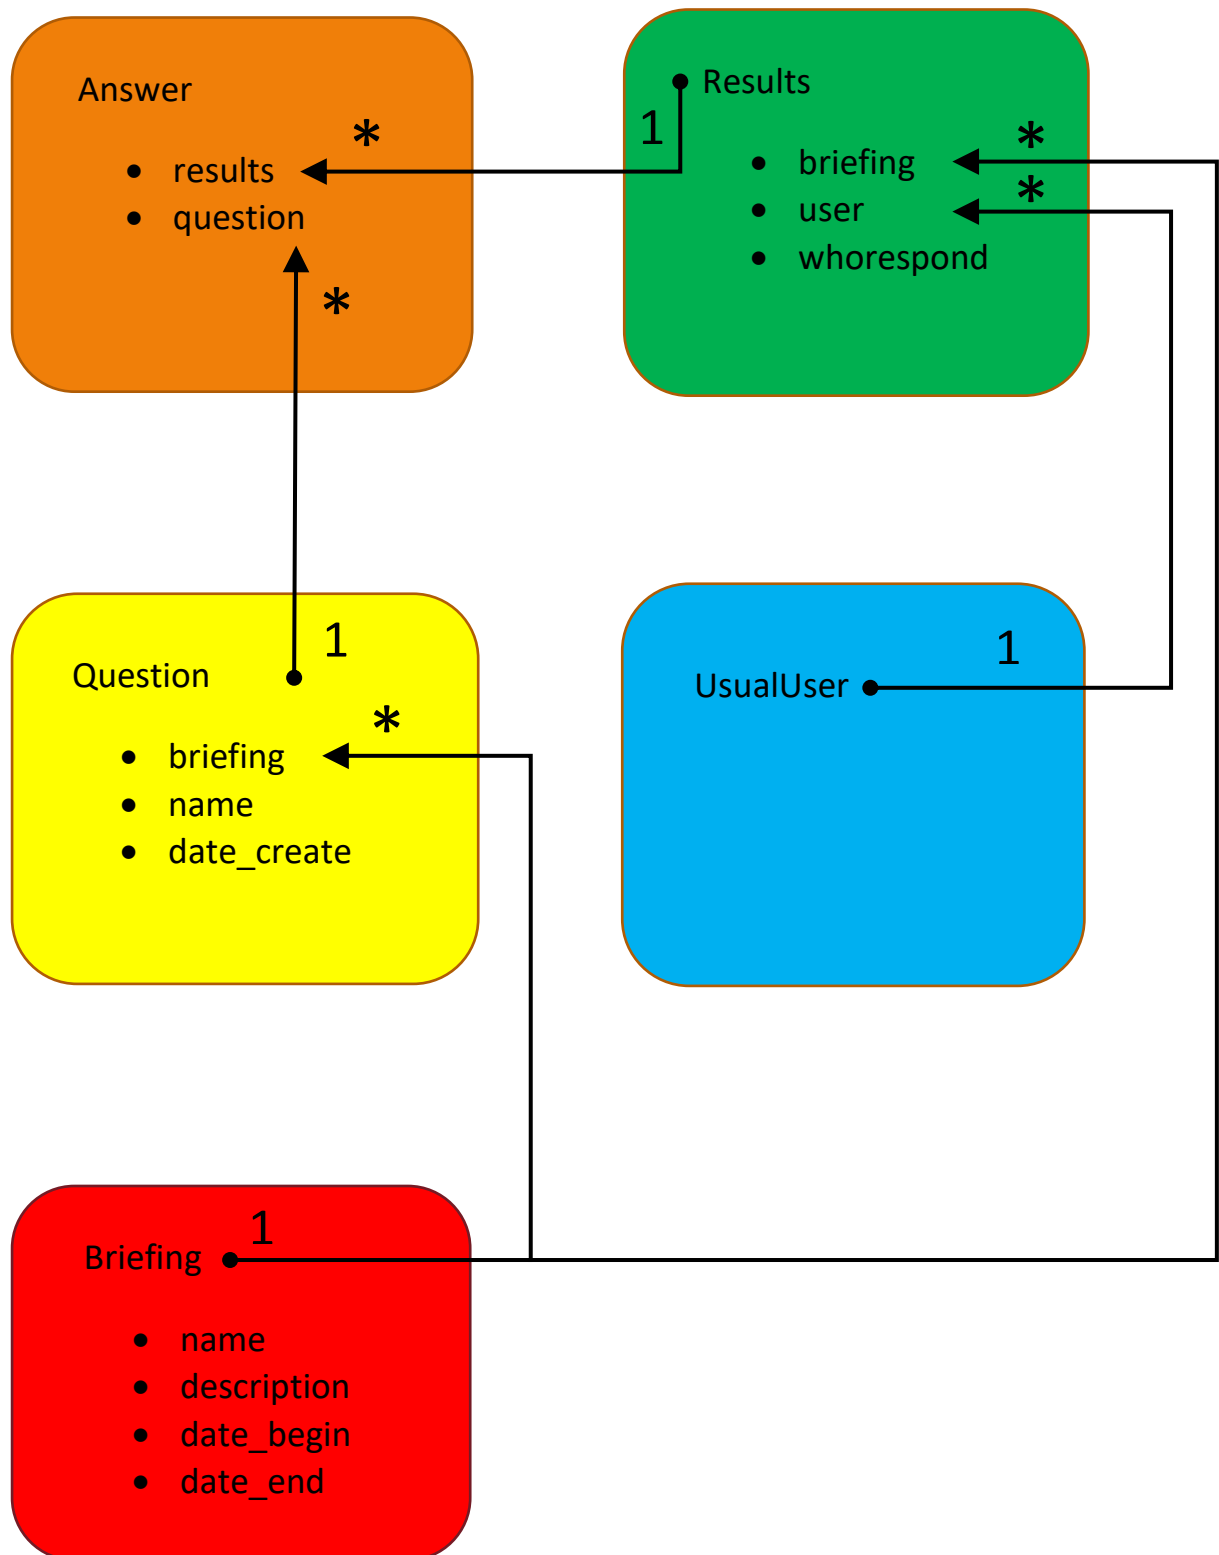 Answer
*
• results
• question
*
Results
1
*
• briefing
*
• user
• whorespond
1
Question
*
• briefing
• name
• date_create
1
UsualUser
1
Briefing
• name
• description
• date_begin
• date_end